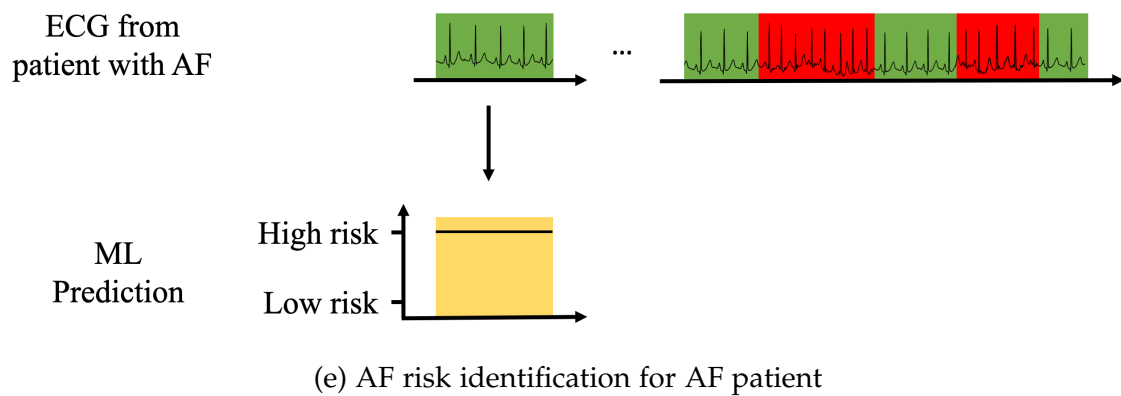 ECG from
patient with AF
...
High risk
ML
Prediction
Low risk
(e) AF risk identification for AF patient